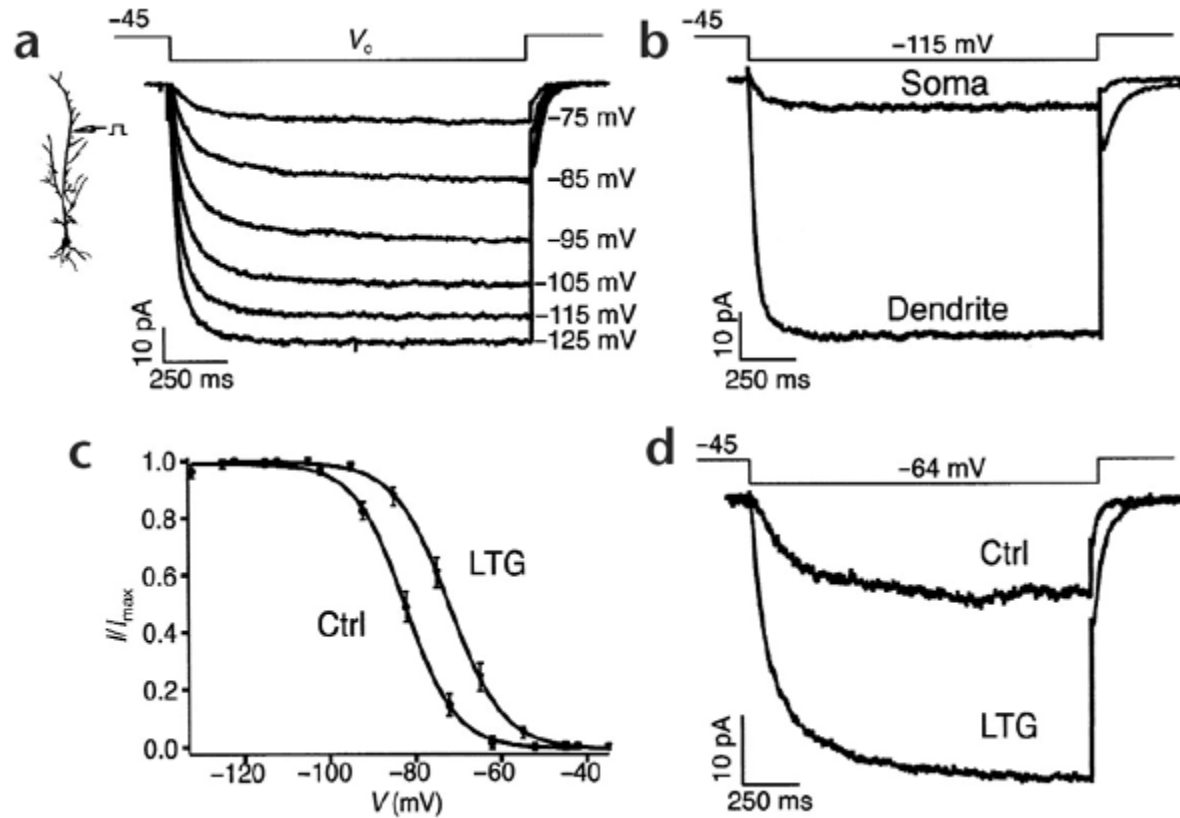 a
−45
Vc
−75 mV
−85 mV
−95 mV
−105 mV
−115 mV
−125 mV
10 pA
250 ms
b
−45
−115 mV
Soma
Dendrite
10 pA
250 ms
c
1.0
0.8
0.6
0.4
0.2
0.0
I/Imax
Ctrl
LTG
−120
−100
−80
−60
−40
V (mV)
d
−45
−64 mV
Ctrl
LTG
10 pA
250 ms